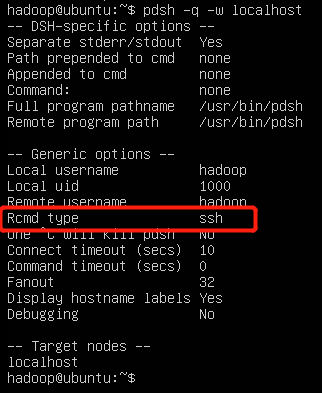 hadoop@ubuntu:~$ pdsh -q -w localhost
-- DSH-specific options --
Separate stderr/stdout Yes
Path prepended to cmd none
Appended to cmd none
Command: none
Full program pathname /usr/bin/pdsh
Remote program path /usr/bin/pdsh
-- Generic options --
Local username hadoop
Local uid 1000
Remote username hadoop
Rcmd type ssh
one ^C will kill pdsh No
Connect timeout (secs) 10
Command timeout (secs) 0
Fanout 32
Display hostname labels Yes
Debugging No
-- Target nodes --
localhost
hadoop@ubuntu:~$